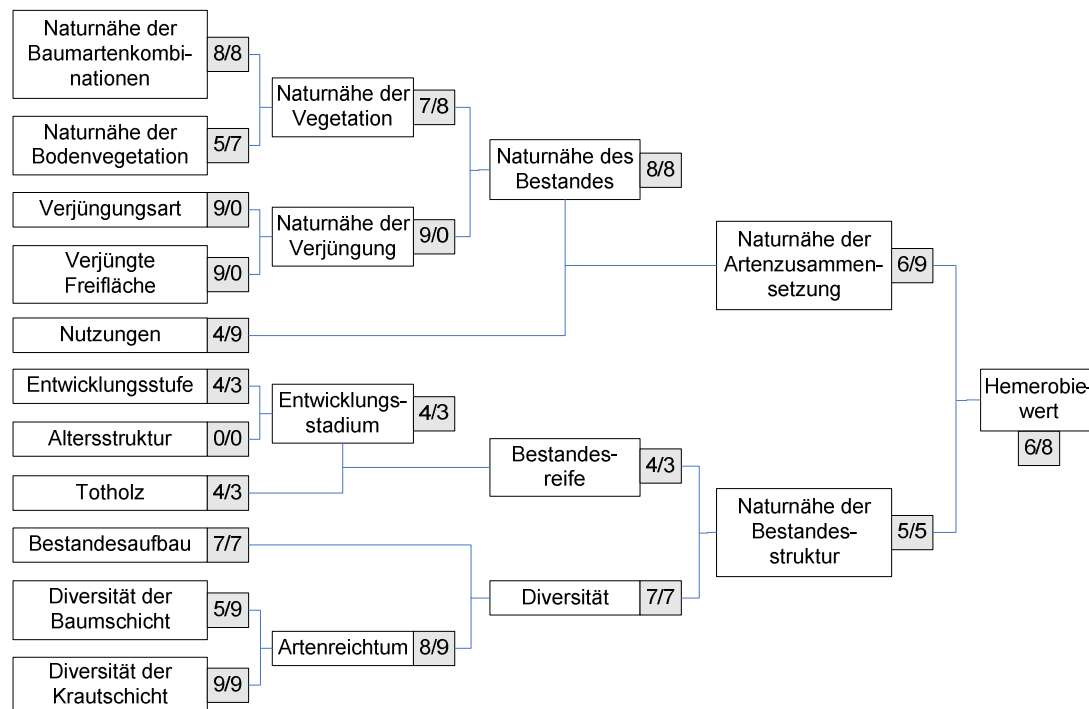 Naturnähe der
Baumartenkombi-
nationen
8/8
Naturnähe der
Bodenvegetation
5/7
Verjüngungsart
9/0
Verjüngte
Freifläche
9/0
Nutzungen
4/9
Entwicklungsstufe
4/3
Altersstruktur
0/0
Totholz
4/3
Bestandesaufbau
7/7
Diversität der
Baumschicht
5/9
Diversität der
Krautschicht
9/9
Naturnähe der
Vegetation
7/8
Naturnähe der
Verjüngung
9/0
Entwicklungs-
stadium
4/3
Artenreichtum
8/9
Naturnähe des
Bestandes
8/8
Bestandes-
reife
4/3
Diversität
7/7
Naturnähe der
Artenzusammen-
setzung
6/9
Naturnähe der
Bestandes-
struktur
5/5
Hemerobie-
wert
6/8